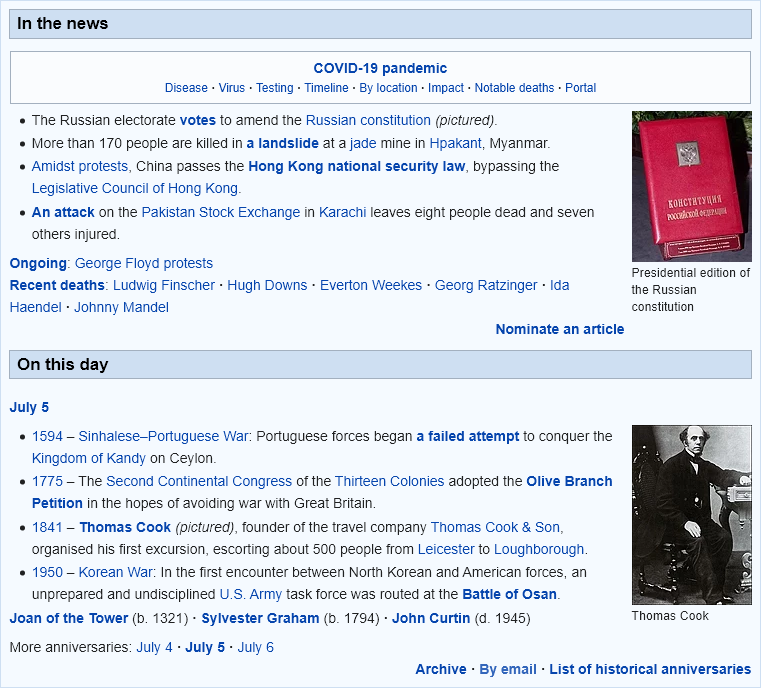 In the news
COVID-19 pandemic
Disease · Virus · Testing · Timeline · By location · Impact · Notable deaths · Portal
• The Russian electorate votes to amend the Russian constitution (pictured).
• More than 170 people are killed in a landslide at a jade mine in Hpakant, Myanmar.
• Amidst protests, China passes the Hong Kong national security law, bypassing the
Legislative Council of Hong Kong.
• An attack on the Pakistan Stock Exchange in Karachi leaves eight people dead and seven
others injured.
Ongoing: George Floyd protests
Recent deaths: Ludwig Finscher · Hugh Downs · Everton Weekes · Georg Ratzinger · Ida
Haendel · Johnny Mandel
КОНСТИТУЦИЯ
РОССИЙСКОЙ ФЕДЕРАЦИИ
Presidential edition of
the Russian
constitution
Nominate an article
On this day
July 5
• 1594 – Sinhalese–Portuguese War: Portuguese forces began a failed attempt to conquer the
Kingdom of Kandy on Ceylon.
• 1775 – The Second Continental Congress of the Thirteen Colonies adopted the Olive Branch
Petition in the hopes of avoiding war with Great Britain.
• 1841 – Thomas Cook (pictured), founder of the travel company Thomas Cook & Son,
organised his first excursion, escorting about 500 people from Leicester to Loughborough.
• 1950 – Korean War: In the first encounter between North Korean and American forces, an
unprepared and undisciplined U.S. Army task force was routed at the Battle of Osan.
Thomas Cook
Joan of the Tower (b. 1321) · Sylvester Graham (b. 1794) · John Curtin (d. 1945)
More anniversaries: July 4 · July 5 · July 6
Archive · By email · List of historical anniversaries